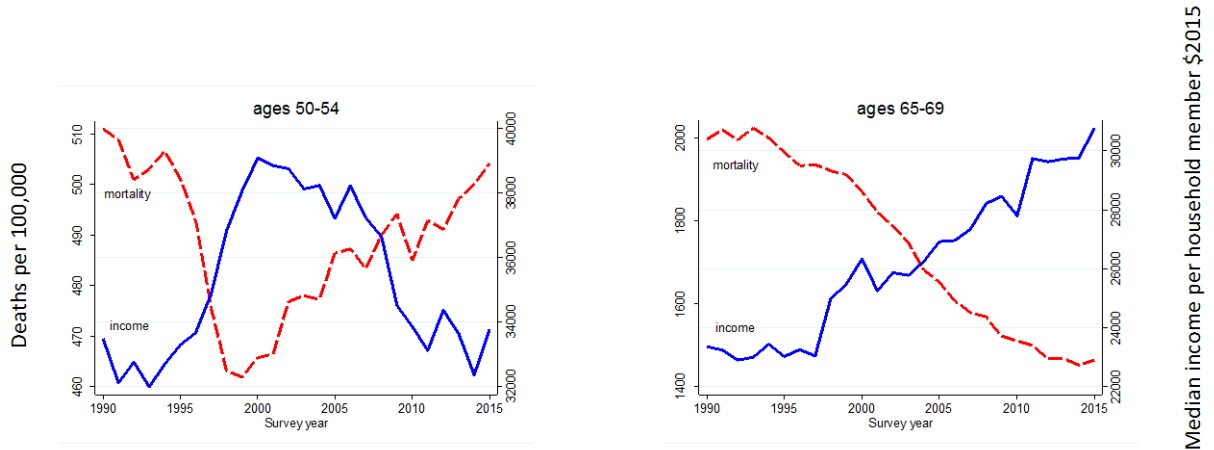 Deaths per 100,000
ages 50-54
510
500
490
480
470
460
mortality
income
40000
38000
36000
34000
32000
1990 1995 2000 2005 2010 2015
Survey year
ages 65-69
2000
1800
1600
1400
mortality
income
30000
28000
26000
24000
22000
1990 1995 2000 2005 2010 2015
Survey year
Median income per household member $2015